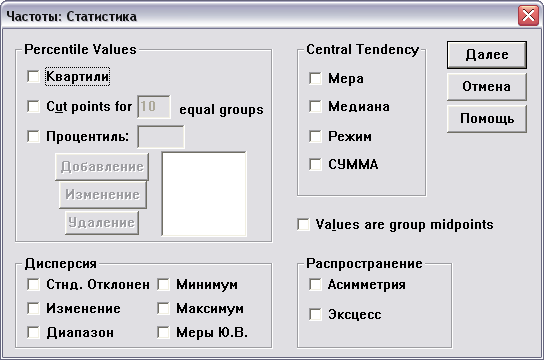 Частоты: Статистика
Percentile Values
Квартили
Cut points for 10 equal groups
Процентиль:
Добавление
Изменение
Удаление
Central Tendency
Мера
Медиана
Режим
СУММА
Далее
Отмена
Помощь
Values are group midpoints
Дисперсия
Стнд. Отклонен
Минимум
Изменение
Максимум
Диапазон
Меры Ю.В.
Распространение
Асимметрия
Эксцесс